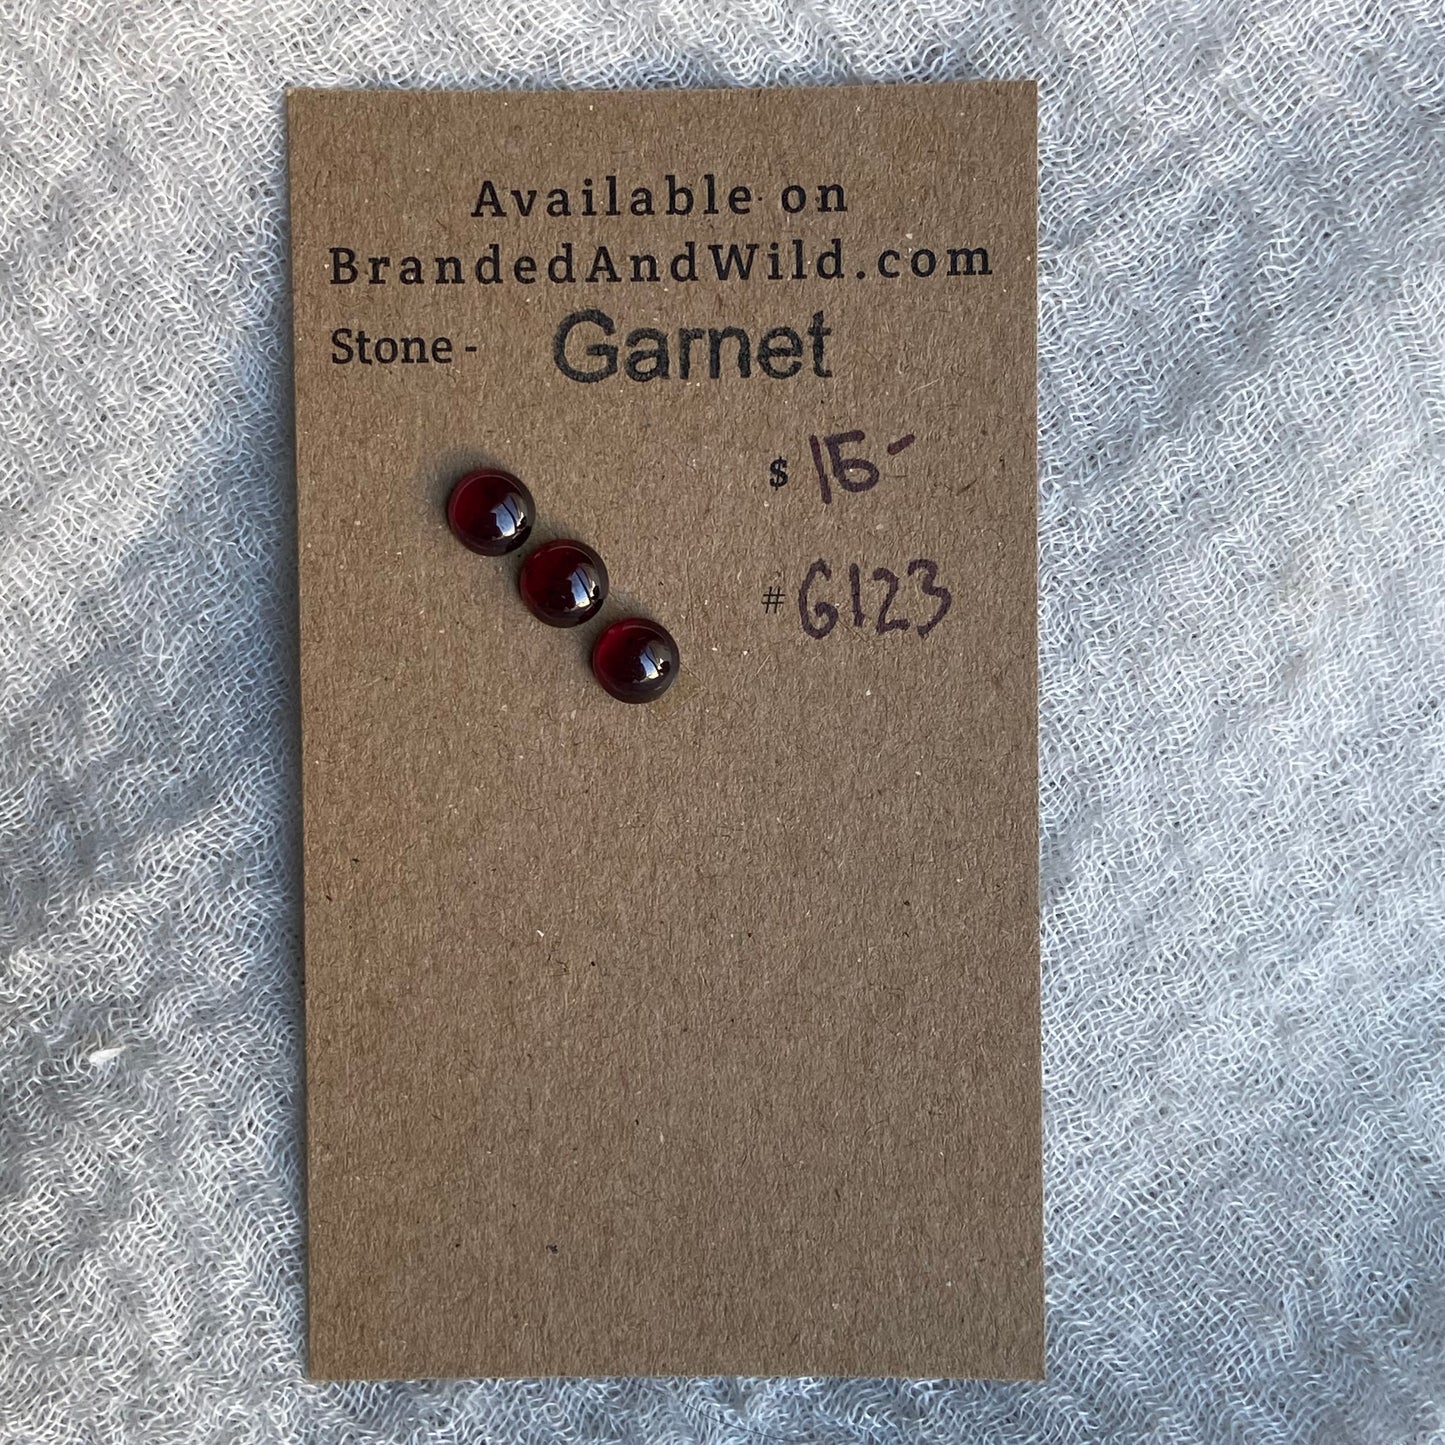 Available on
BrandedAndWild.com
Stone - Garnet
$ 15-
# G123